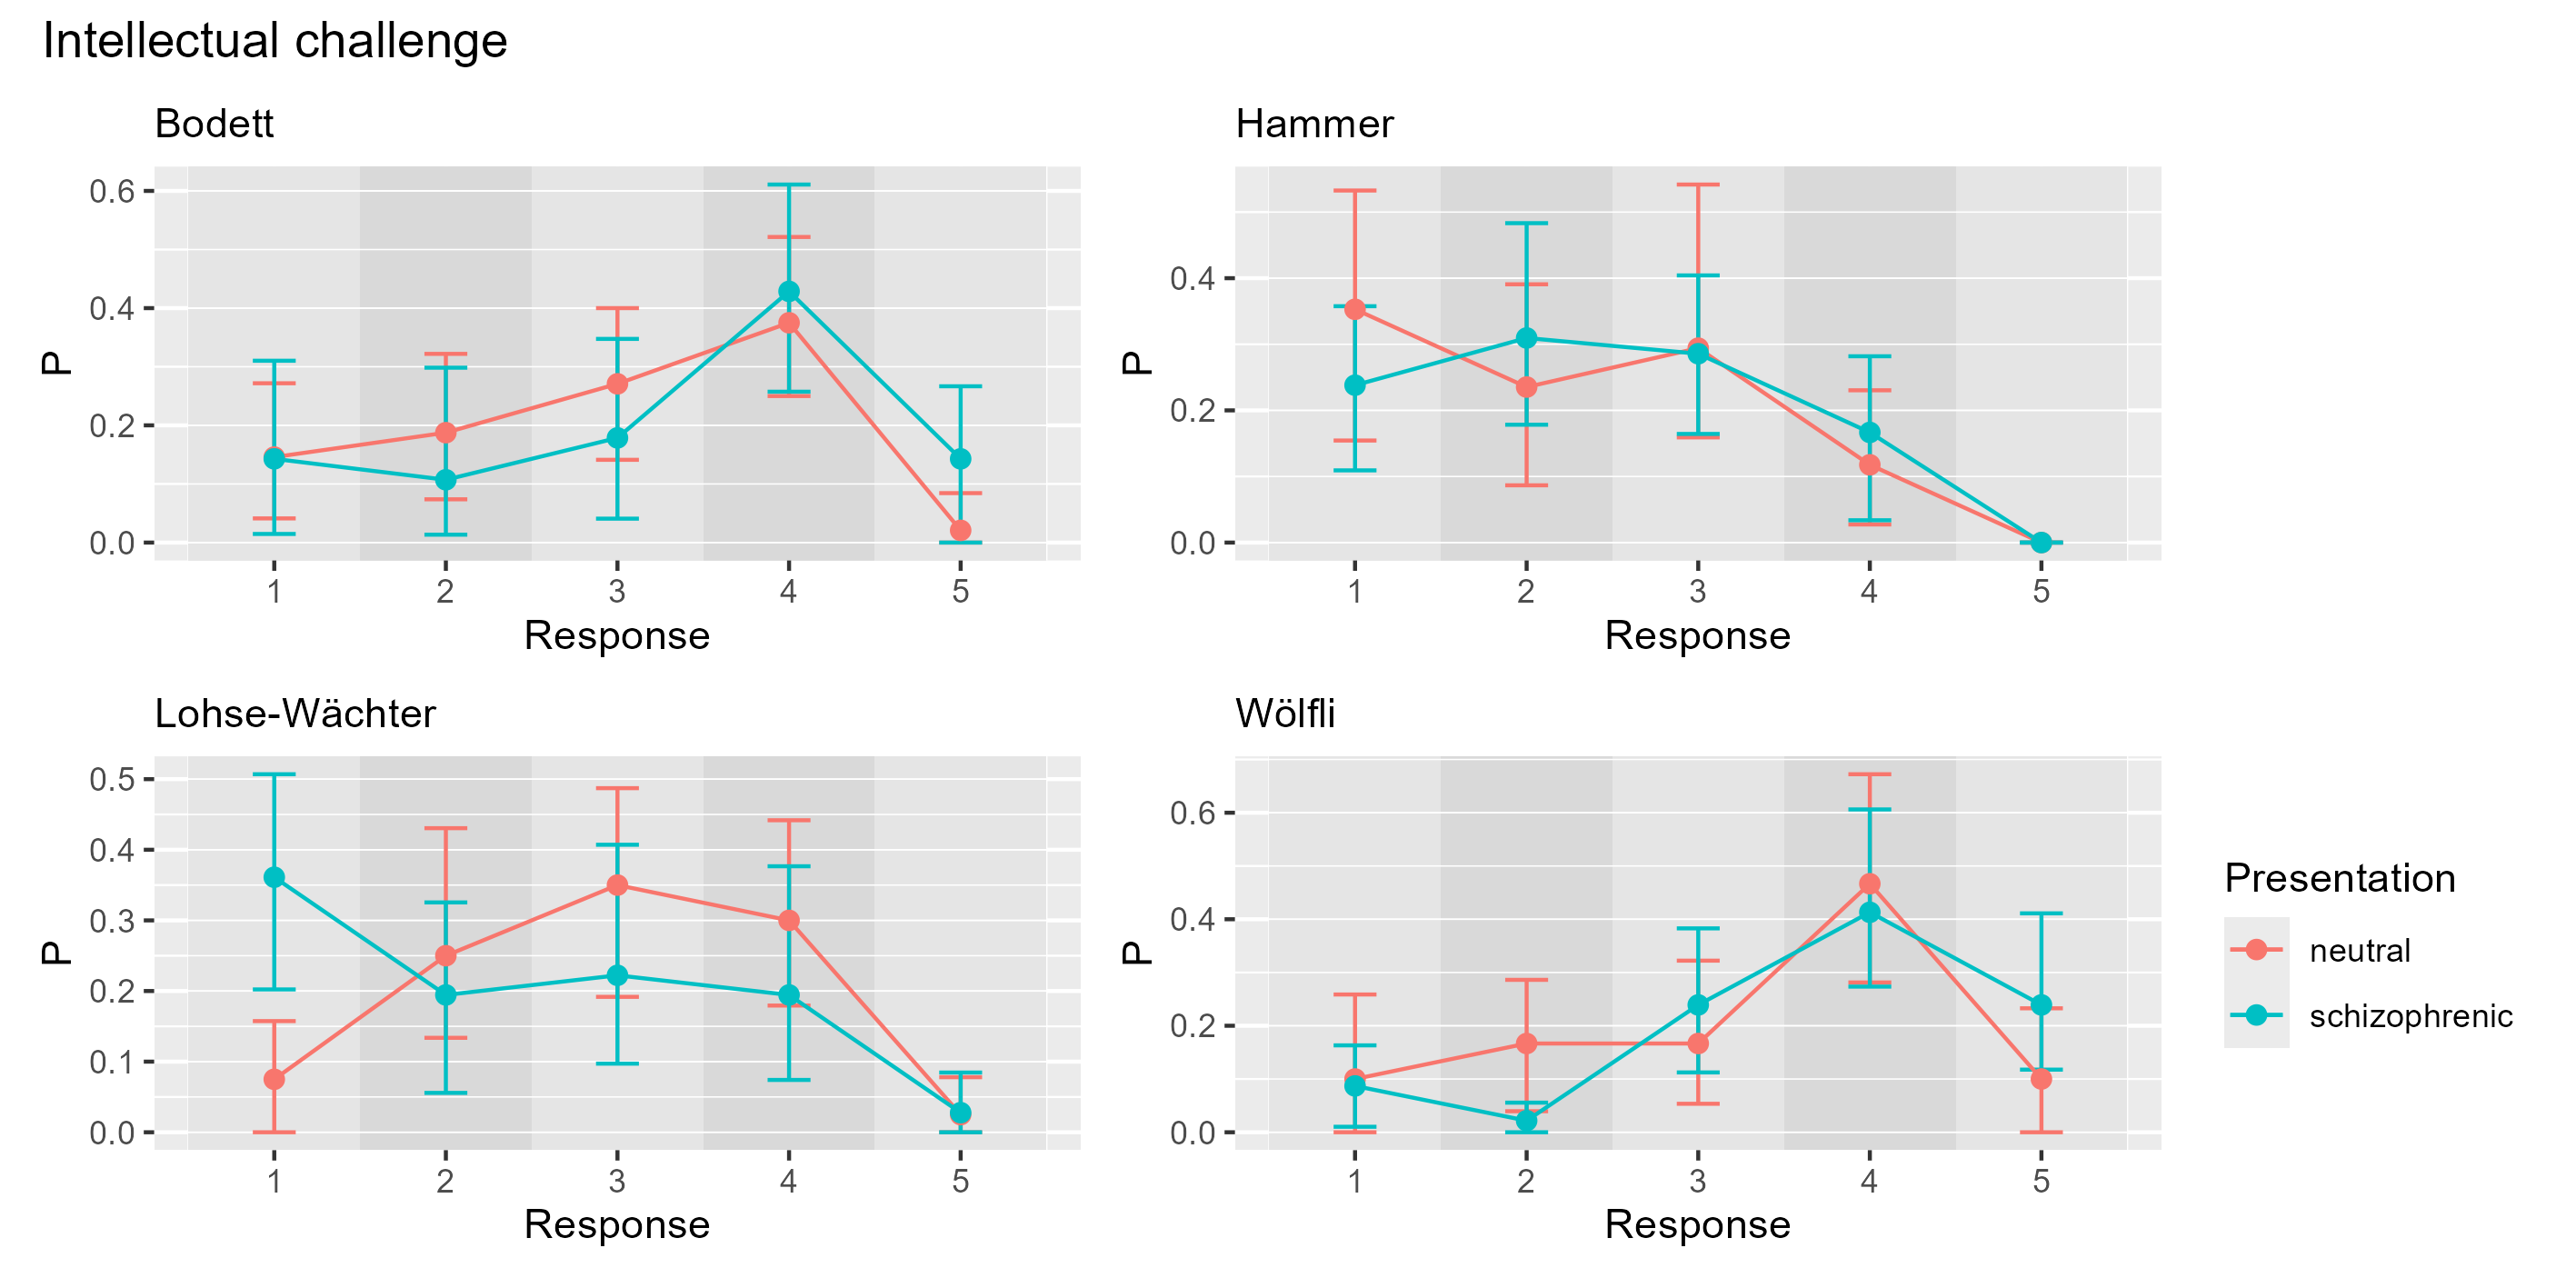 Intellectual challenge
Bodett
P
0.6
0.4
0.2
0.0
1 2 3 4 5
Response
Hammer
P
0.4
0.2
0.0
1 2 3 4 5
Response
Lohse-Wächter
P
0.5
0.4
0.3
0.2
0.1
0.0
1 2 3 4 5
Response
Wölfli
P
0.6
0.4
0.2
0.0
1 2 3 4 5
Response
Presentation
neutral
schizophrenic